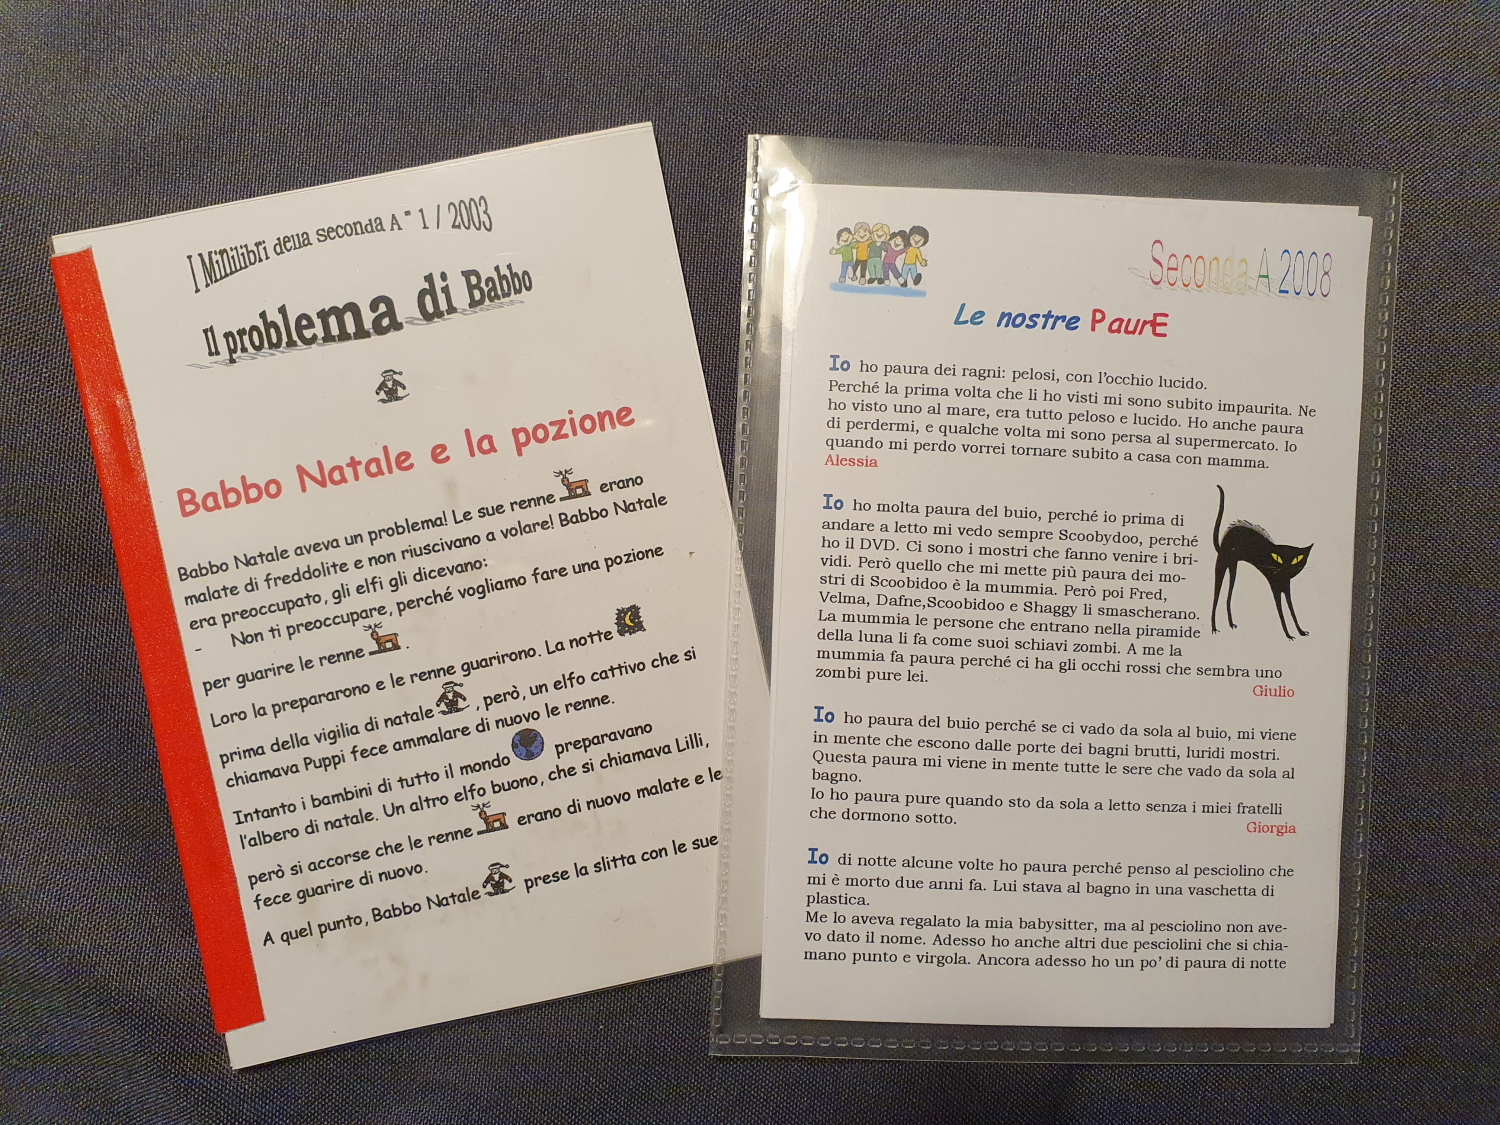 I Minilibri della seconda A - 1 / 2003
Il problema di Babbo
Babbo Natale e la pozione
Babbo Natale aveva un problema! Le sue renne erano
malate di freddolite e non riuscivano a volare! Babbo Natale
era preoccupato, gli elfi gli dicevano:
- Non ti preoccupare, perché vogliamo fare una pozione
per guarire le renne .
Loro la prepararono e le renne guarirono. La notte
prima della vigilia di natale , però, un elfo cattivo che si
chiamava Puppi fece ammalare di nuovo le renne.
Intanto i bambini di tutto il mondo preparavano
l'albero di natale. Un altro elfo buono, che si chiamava Lilli,
però si accorse che le renne erano di nuovo malate e le
fece guarire di nuovo.
A quel punto, Babbo Natale prese la slitta con le sue
Seconda A 2008
Le nostre PaurE
Io ho paura dei ragni: pelosi, con l'occhio lucido.
Perché la prima volta che li ho visti mi sono subito impaurita. Ne
ho visto uno al mare, era tutto peloso e lucido. Ho anche paura
di perdermi, e qualche volta mi sono persa al supermercato. Io
quando mi perdo vorrei tornare subito a casa con mamma.
Alessia
Io ho molta paura del buio, perché io prima di
andare a letto mi vedo sempre Scoobydoo, perché
ho il DVD. Ci sono i mostri che fanno venire i bri-
vidi. Però quello che mi mette più paura dei mo-
stri di Scoobidoo è la mummia. Però poi Fred,
Velma, Dafne,Scoobidoo e Shaggy li smascherano.
La mummia le persone che entrano nella piramide
della luna li fa come suoi schiavi zombi. A me la
mummia fa paura perché ci ha gli occhi rossi che sembra uno
zombi pure lei.
Giulio
Io ho paura del buio perché se ci vado da sola al buio, mi viene
in mente che escono dalle porte dei bagni brutti, luridi mostri.
Questa paura mi viene in mente tutte le sere che vado da sola al
bagno.
Io ho paura pure quando sto da sola a letto senza i miei fratelli
che dormono sotto.
Giorgia
Io di notte alcune volte ho paura perché penso al pesciolino che
mi è morto due anni fa. Lui stava al bagno in una vaschetta di
plastica.
Me lo aveva regalato la mia babysitter, ma al pesciolino non ave-
vo dato il nome. Adesso ho anche altri due pesciolini che si chia-
mano punto e virgola. Ancora adesso ho un po' di paura di notte